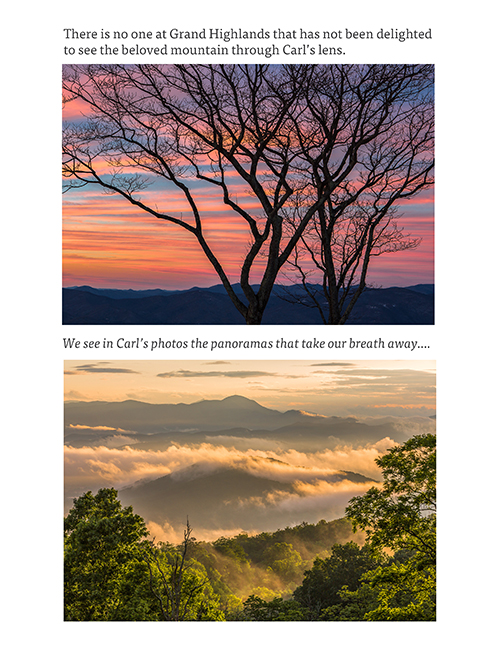 There is no one at Grand Highlands that has not been delighted
to see the beloved mountain through Carl's lens.
We see in Carl's photos the panoramas that take our breath away....